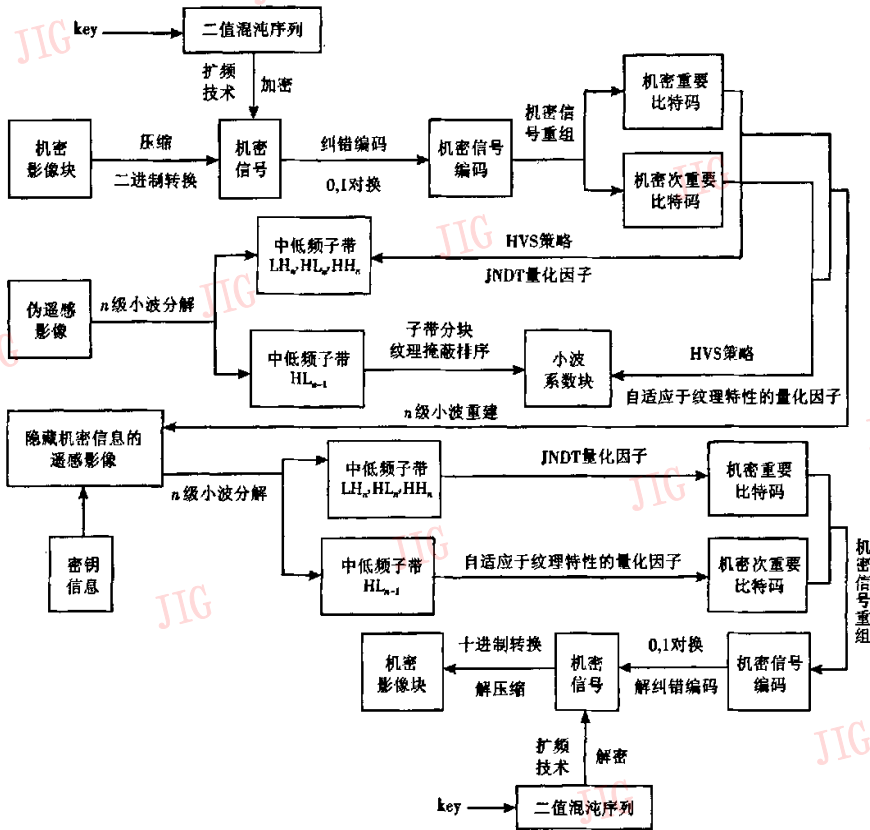 key
二值混沌序列
扩频
技术
加密
机密
影像块
压缩
二进制转换
机密
信号
纠错编码
0,1对换
机密信号
编码
机密信
号重组
机密重要
比特码
机密次重要
比特码
中低频子带
LHₙ,HLₙ,HHₙ
HVS策略
JNDT量化因子
伪遥感
影像
n级小波分解
中低频子带
HLₙ₋₁
子带分块
纹理掩蔽排序
小波
系数块
HVS策略
自适应于纹理特性的量化因子
n级小波重建
隐藏机密信息的
遥感影像
n级小波分解
密钥
信息
中低频子带
LHₙ,HLₙ,HHₙ
JNDT量化因子
机密重要
比特码
中低频子带
HLₙ₋₁
自适应于纹理特性的量化因子
机密次重要
比特码
机密信号重组
机密
影像块
十进制转换
解压缩
机密
信号
0,1对换
解纠错编码
机密信号
编码
扩频
技术
解密
key
二值混沌序列
JIG
JIG
JIG
JIG
JIG
JIG
JIG
JIG
JIG